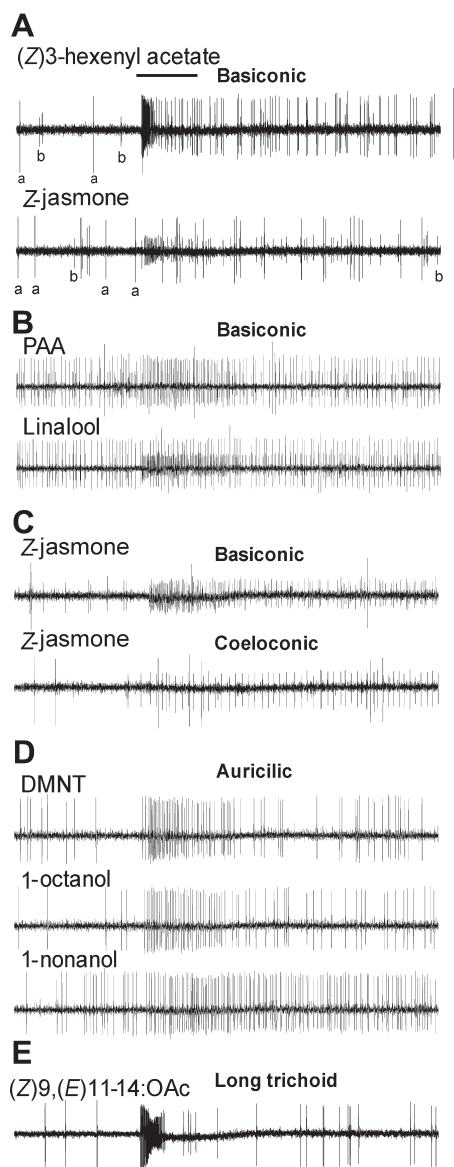 A
(Z)3-hexenyl acetate
Basiconic
b b
a a
Z-jasmone
b b
a a a a
B
Basiconic
PAA
Linalool
C
Z-jasmone
Basiconic
Z-jasmone
Coeloconic
D
Auricilic
DMNT
1-octanol
1-nonanol
E
Long trichoid
(Z)9,(E)11-14:OAc